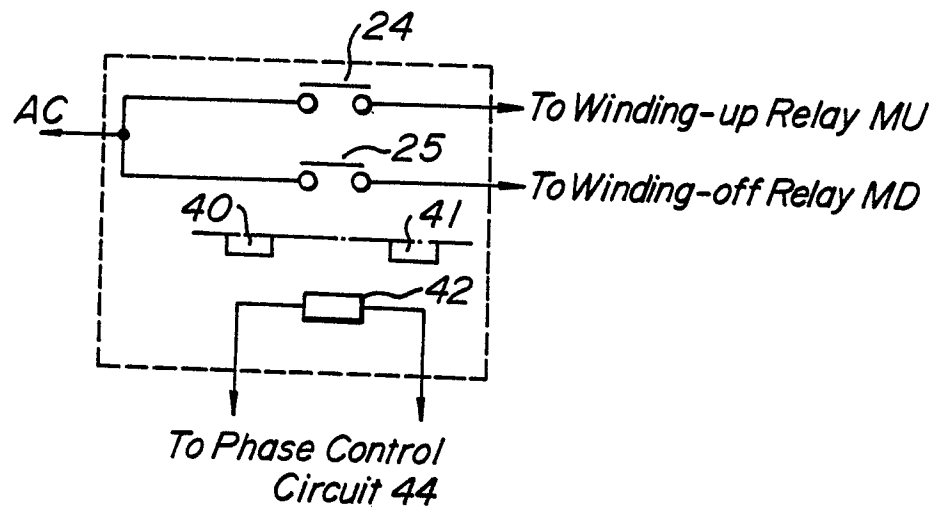 24
AC
To Winding-up Relay MU
25
To Winding-off Relay MD
40
41
42
To Phase Control
Circuit 44